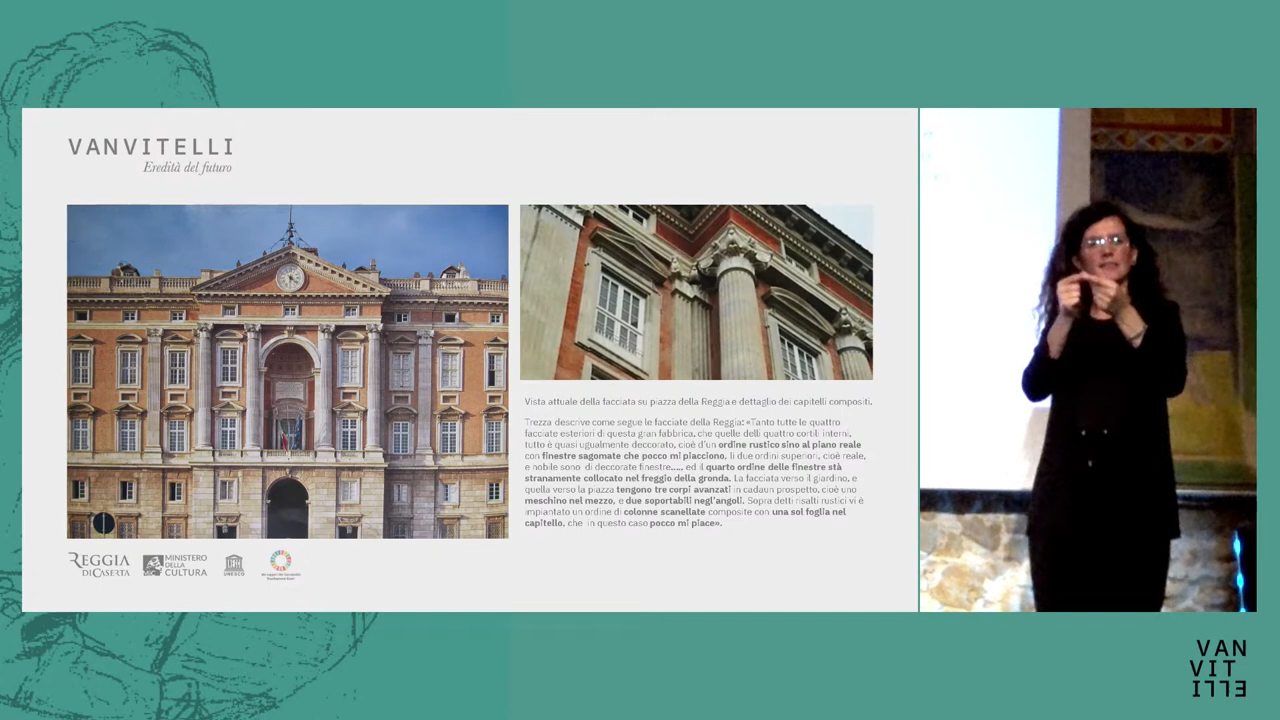 VANVITELLI
Eredità del futuro
Vista attuale della facciata su piazza della Reggia e dettaglio dei capitelli compositi.
Trezza descrive come segue le facciate della Reggia: «Tanto tutte le quattro
facciate esteriori di questa gran fabbrica, che quelle delli quattro cortili interni,
tutto è quasi ugualmente deccorato, cioè d'un ordine rustico sino al piano reale
con finestre sagomate che pocco mi piacciono, li due ordini superiori, cioè reale,
e nobile sono di deccorate finestre...., ed il quarto ordine delle finestre stà
stranamente collocato nel freggio della gronda. La facciata verso il giardino, e
quella verso la piazza tengono tre corpi avanzati in cadaun prospetto, cioè uno
meschino nel mezzo, e due soportabili negl'angoli. Sopra detti risalti rustici vi è
impiantato un ordine di colonne scanellate composite con una sol foglia nel
capitello, che in questo caso pocco mi piace».
REGGIA
DI CASERTA
MINISTERO
DELLA
CULTURA
UNESCO
VAN
VIT
ELLI